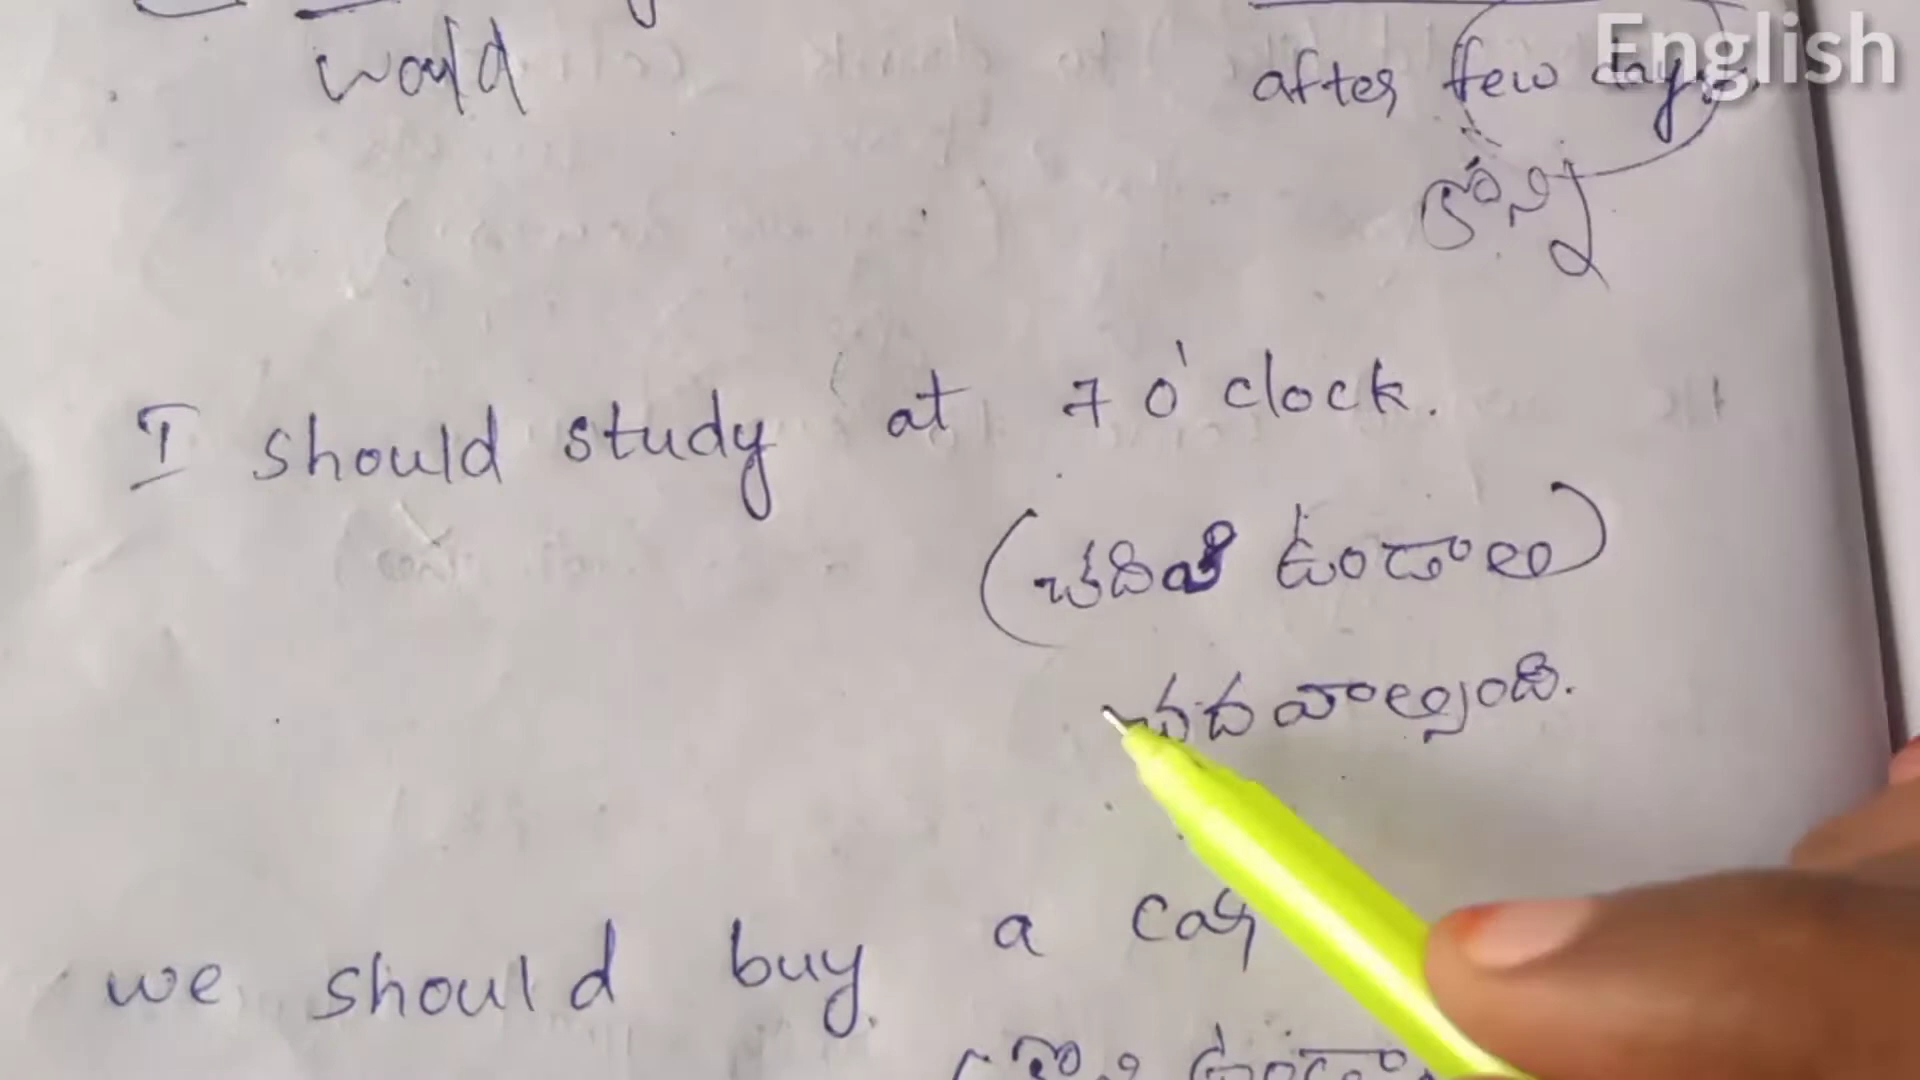 would
English
after few days.
కొన్ని
I should study at 7 o'clock.
(చదివి ఉండాలి)
చదవాల్సింది.
we should buy a car
ఉండా